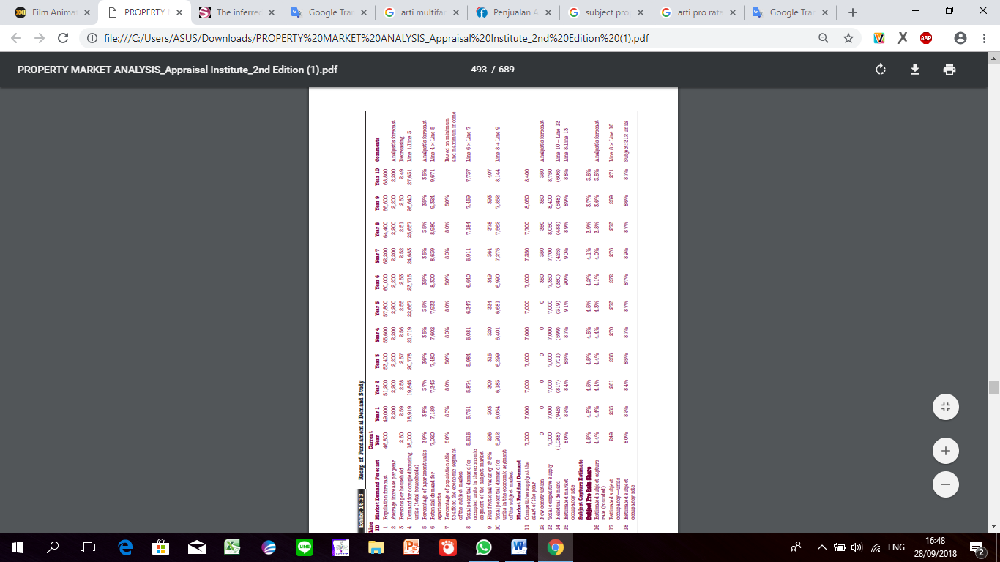 Film Animat
PROPERTY
The inferred
Google Tran
arti multifan
Penjualan A
subject prop
arti pro rata
Google Tran
file:///C:/Users/ASUS/Downloads/PROPERTY%20MARKET%20ANALYSIS_Appraisal%20Institute_2nd%20Edition%20(1).pdf
PROPERTY MARKET ANALYSIS_Appraisal Institute_2nd Edition (1).pdf
493 / 689
Exhibit 16.33 Recap of Fundamental Demand Study
Line Current
ID Market Demand Forecast Year Year 1 Year 2 Year 3 Year 4 Year 5 Year 6 Year 7 Year 8 Year 9 Year 10 Comments
1 Population forecast 46,800 49,000 51,200 53,400 55,600 57,800 60,000 62,200 64,400 66,600 68,800
2 Average increase per year 2,200 2,200 2,200 2,200 2,200 2,200 2,200 2,200 2,200 2,200 Analyst's forecast
3 Persons per household 2.60 2.59 2.58 2.57 2.56 2.55 2.53 2.52 2.51 2.50 2.49 Decreasing
4 Demand for occupied housing 18,000 18,919 19,845 20,778 21,719 22,667 23,715 24,683 25,657 26,640 27,631 Line 1/Line 3
units (total households)
5 Percentage of apartment units 39% 38% 37% 36% 35% 35% 35% 35% 35% 35% 35% Analyst's forecast
6 Potential demand for 7,020 7,189 7,343 7,480 7,602 7,933 8,300 8,639 8,980 9,324 9,671 Line 4 × Line 5
apartments
7 Percentage of population able 80% 80% 80% 80% 80% 80% 80% 80% 80% 80% Based on minimum
to afford the economic segment and maximum income
of the subject market
8 Total potential demand for 5,616 5,751 5,874 5,984 6,081 6,347 6,640 6,911 7,184 7,459 7,737 Line 6 × Line 7
occupied units in the economic
segment of the subject market
9 Plus frictional vacancy @ 5% 296 303 309 315 320 334 349 364 378 393 407
10 Total potential demand for 5,912 6,054 6,183 6,299 6,401 6,681 6,990 7,275 7,562 7,852 8,144 Line 8 + Line 9
units in the economic segment
of the subject market
Market Residual Demand
11 Competitive supply at the 7,000 7,000 7,000 7,000 7,000 7,000 7,000 7,350 7,700 8,050 8,400
start of the year
12 New construction 0 0 0 0 0 0 350 350 350 350 350 Analyst's forecast
13 Total competitive supply 7,000 7,000 7,000 7,000 7,000 7,000 7,350 7,700 8,050 8,400 8,750
14 Residual demand (1,088) (946) (817) (701) (599) (319) (360) (425) (488) (548) (606) Line 10 – Line 13
15 Estimated market 80% 82% 84% 85% 87% 91% 90% 90% 89% 89% 88% Line 8/Line 13
occupancy rate
Subject Capture Estimate
Subject Pro Rata Share 4.5% 4.5% 4.5% 4.5% 4.5% 4.5% 4.2% 4.1% 3.9% 3.7% 3.6%
16 Estimated subject capture 4.4% 4.4% 4.4% 4.4% 4.4% 4.3% 4.1% 4.0% 3.8% 3.6% 3.5% Analyst's forecast
rate (rounded)
17 Estimated subject 249 255 261 266 270 273 272 276 273 269 271 Line 8 × Line 16
occupancy—units
18 Estimated subject 80% 82% 84% 85% 87% 87% 87% 89% 87% 86% 87% Subject: 312 units
occupancy rate
ENG
16:48
28/09/2018
2